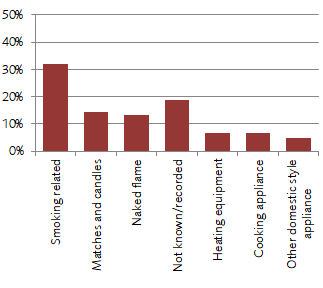 50%
40%
30%
20%
10%
0%
Smoking related
Matches and candles
Naked flame
Not known/recorded
Heating equipment
Cooking appliance
Other domestic style
appliance